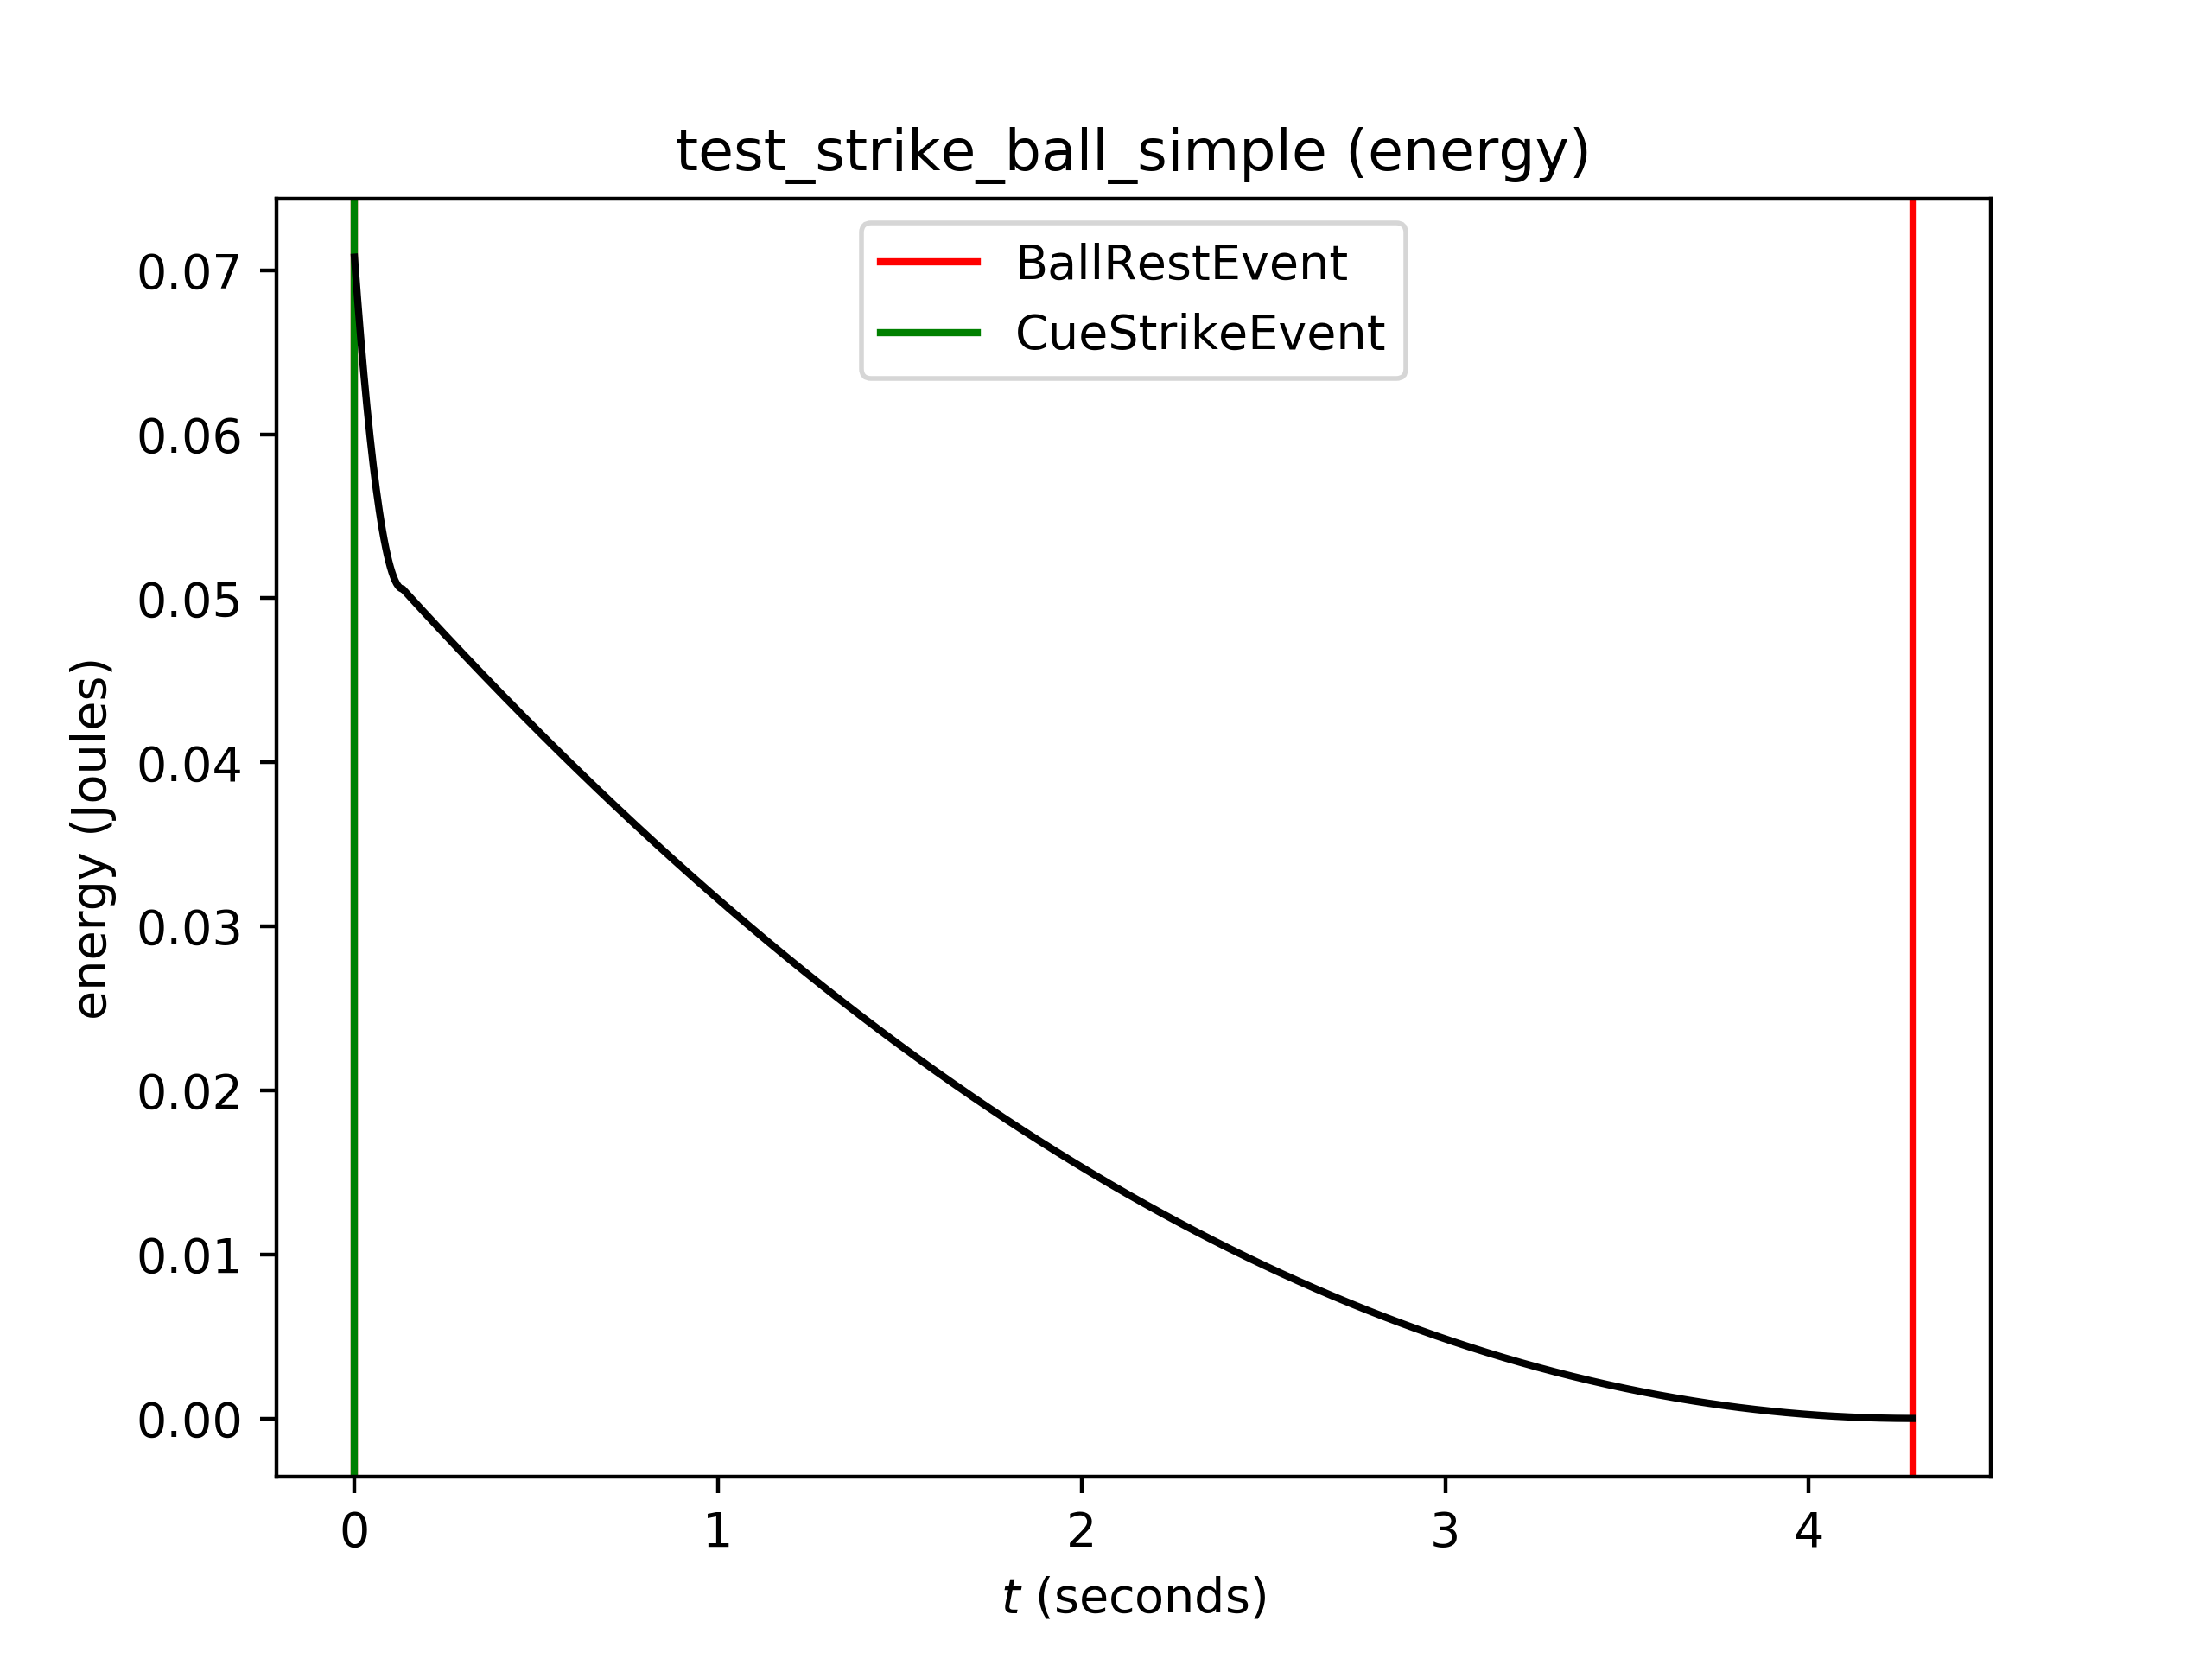 test_strike_ball_simple (energy)
BallRestEvent
CueStrikeEvent
energy (Joules)
0.07
0.06
0.05
0.04
0.03
0.02
0.01
0.00
0 1 2 3 4
t (seconds)